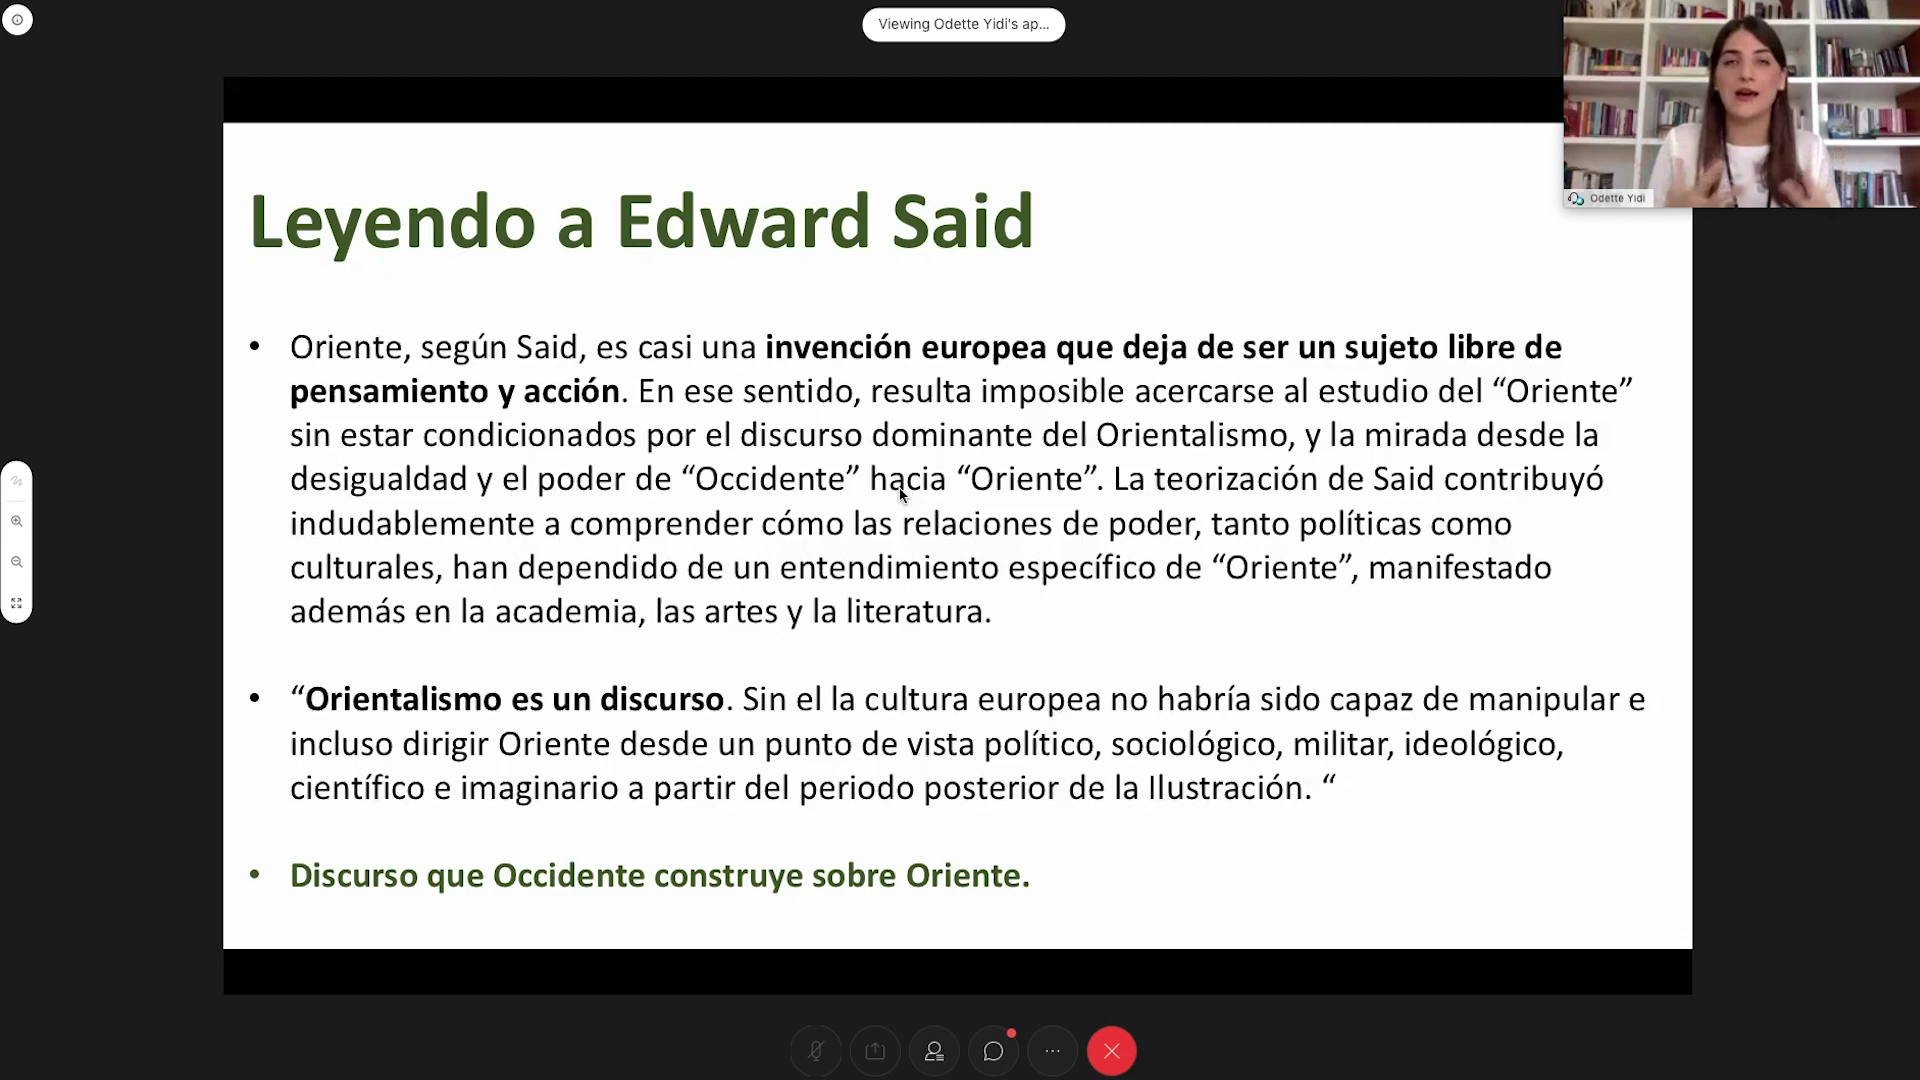 Viewing Odette Yidi's ap...
Odette Yidi
Leyendo a Edward Said
• Oriente, según Said, es casi una invención europea que deja de ser un sujeto libre de
pensamiento y acción. En ese sentido, resulta imposible acercarse al estudio del “Oriente”
sin estar condicionados por el discurso dominante del Orientalismo, y la mirada desde la
desigualdad y el poder de “Occidente” hacia “Oriente”. La teorización de Said contribuyó
indudablemente a comprender cómo las relaciones de poder, tanto políticas como
culturales, han dependido de un entendimiento específico de “Oriente”, manifestado
además en la academia, las artes y la literatura.
• “Orientalismo es un discurso. Sin el la cultura europea no habría sido capaz de manipular e
incluso dirigir Oriente desde un punto de vista político, sociológico, militar, ideológico,
científico e imaginario a partir del periodo posterior de la Ilustración. “
• Discurso que Occidente construye sobre Oriente.